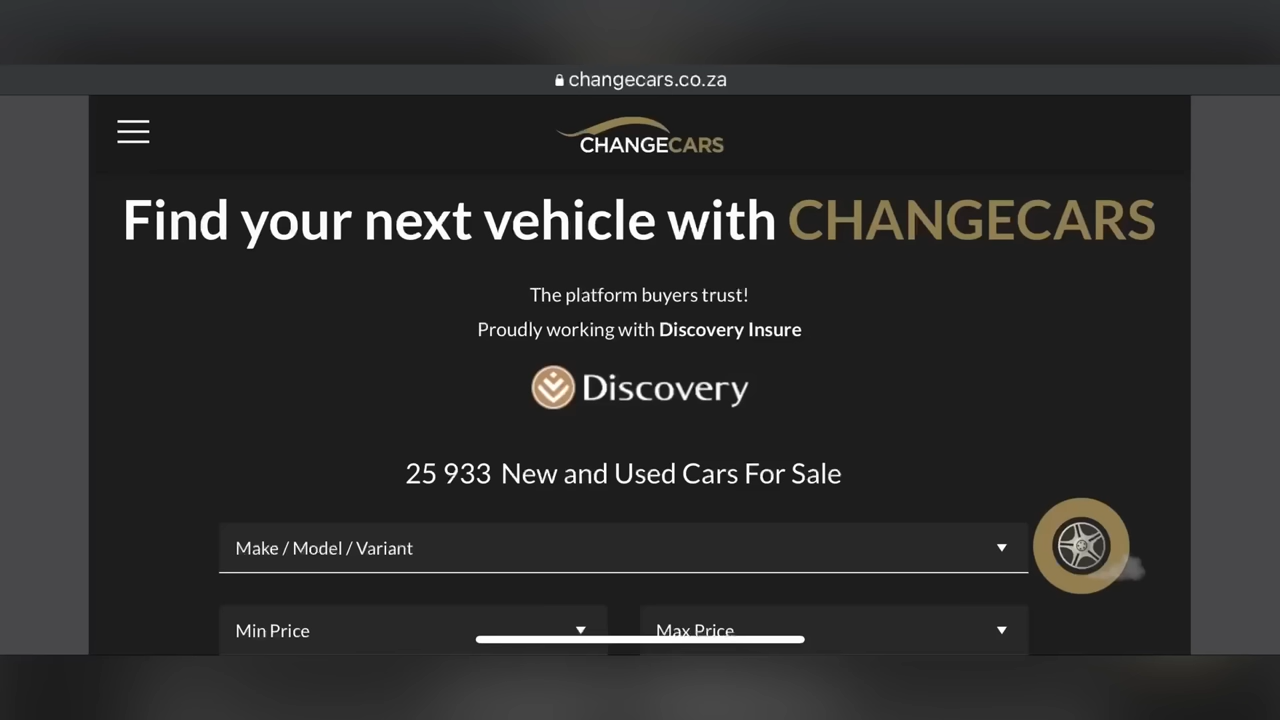 changecars.co.za
CHANGECARS
Find your next vehicle with CHANGECARS
The platform buyers trust!
Proudly working with Discovery Insure
Discovery
25 933 New and Used Cars For Sale
Make / Model / Variant
Min Price
Max Price